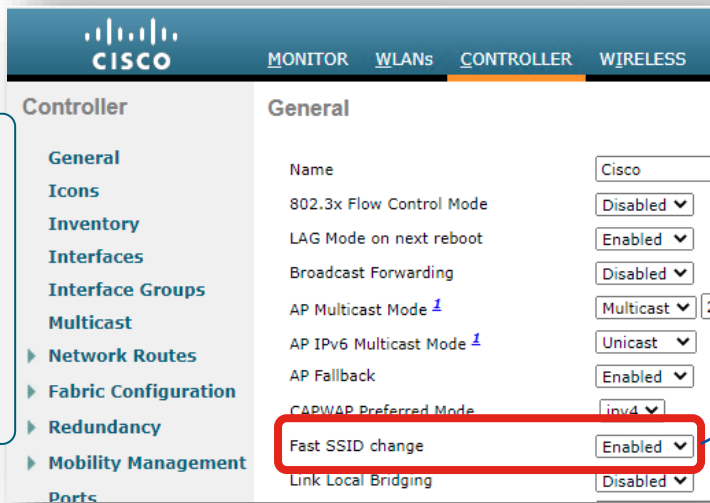 CISCO
MONITOR WLANs CONTROLLER WIRELESS
Controller
General
Icons
Inventory
Interfaces
Interface Groups
Multicast
Network Routes
Fabric Configuration
Redundancy
Mobility Management
Ports
General
Name Cisco
802.3x Flow Control Mode Disabled
LAG Mode on next reboot Enabled
Broadcast Forwarding Disabled
AP Multicast Mode 1 Multicast 2
AP IPv6 Multicast Mode 1 Unicast
AP Fallback Enabled
CAPWAP Preferred Mode ipv4
Fast SSID change Enabled
Link Local Bridging Disabled